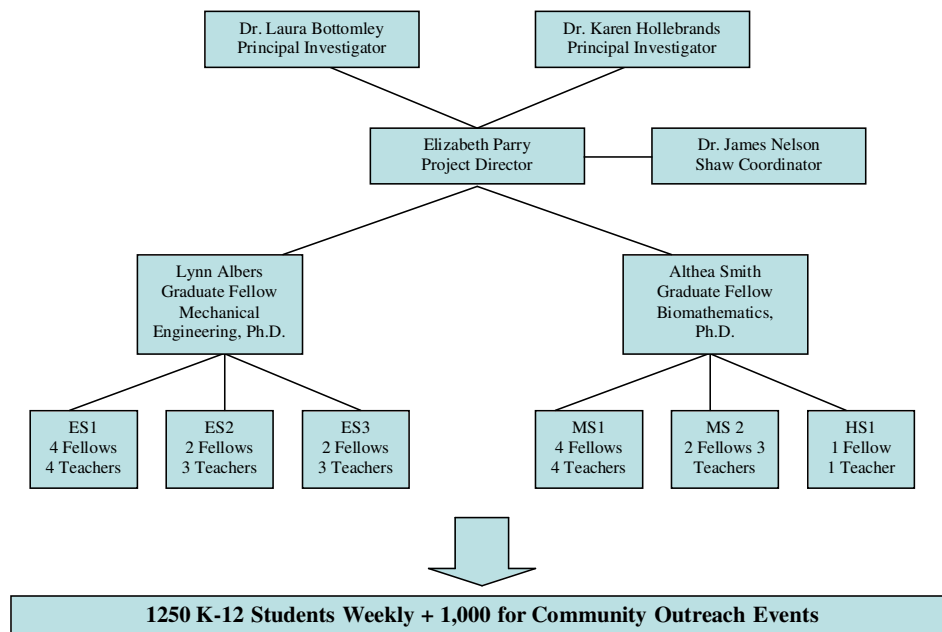 Dr. Laura Bottomley
Principal Investigator
Dr. Karen Hollebrands
Principal Investigator
Elizabeth Parry
Project Director
Dr. James Nelson
Shaw Coordinator
Lynn Albers
Graduate Fellow
Mechanical
Engineering, Ph.D.
Althea Smith
Graduate Fellow
Biomathematics,
Ph.D.
ES1
4 Fellows
4 Teachers
ES2
2 Fellows
3 Teachers
ES3
2 Fellows
3 Teachers
MS1
4 Fellows
4 Teachers
MS 2
2 Fellows 3
Teachers
HS1
1 Fellow
1 Teacher
1250 K-12 Students Weekly + 1,000 for Community Outreach Events